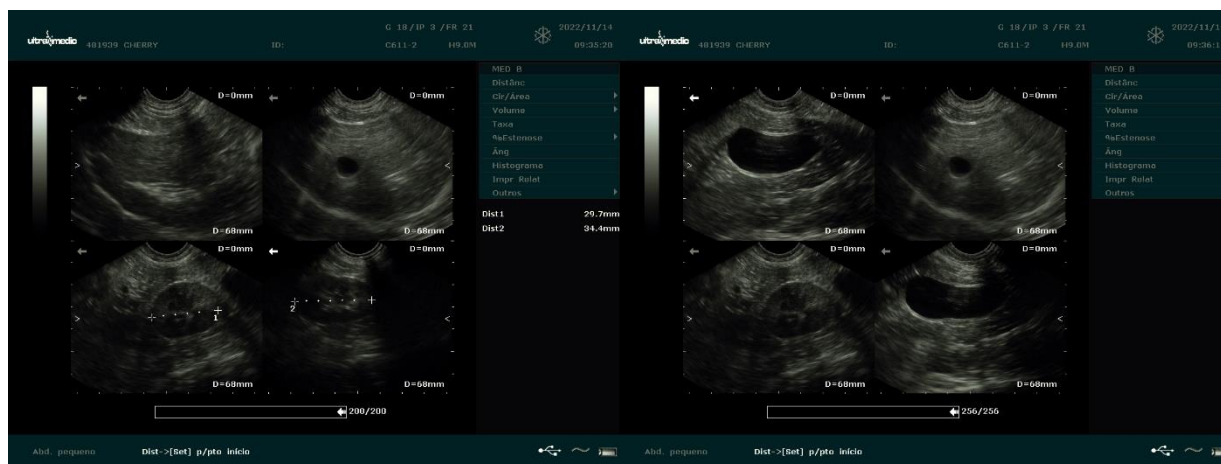 G 18/IP 3 /FR 21
2022/11/14
ultramedic
481939 CHERRY
ID:
C611-2
H9.0M
09:35:20
MED B
Distânc
Cir/Área
Volume
Taxa
%Estenose
Âng
Histograma
Impr Relat
Outros
Dist1 29.7mm
Dist2 34.4mm
D=0mm
D=0mm
D=68mm
D=68mm
D=0mm
D=0mm
1
2
D=68mm
D=68mm
200/200
Abd. pequeno
Dist->[Set] p/pto início
G 18/IP 3 /FR 21
2022/11/14
ultramedic
481939 CHERRY
ID:
C611-2
H9.0M
09:36:1
MED B
Distânc
Cir/Área
Volume
Taxa
%Estenose
Âng
Histograma
Impr Relat
Outros
D=0mm
D=0mm
D=68mm
D=68mm
D=0mm
D=0mm
D=68mm
D=68mm
256/256
Abd. pequeno
Dist->[Set] p/pto início